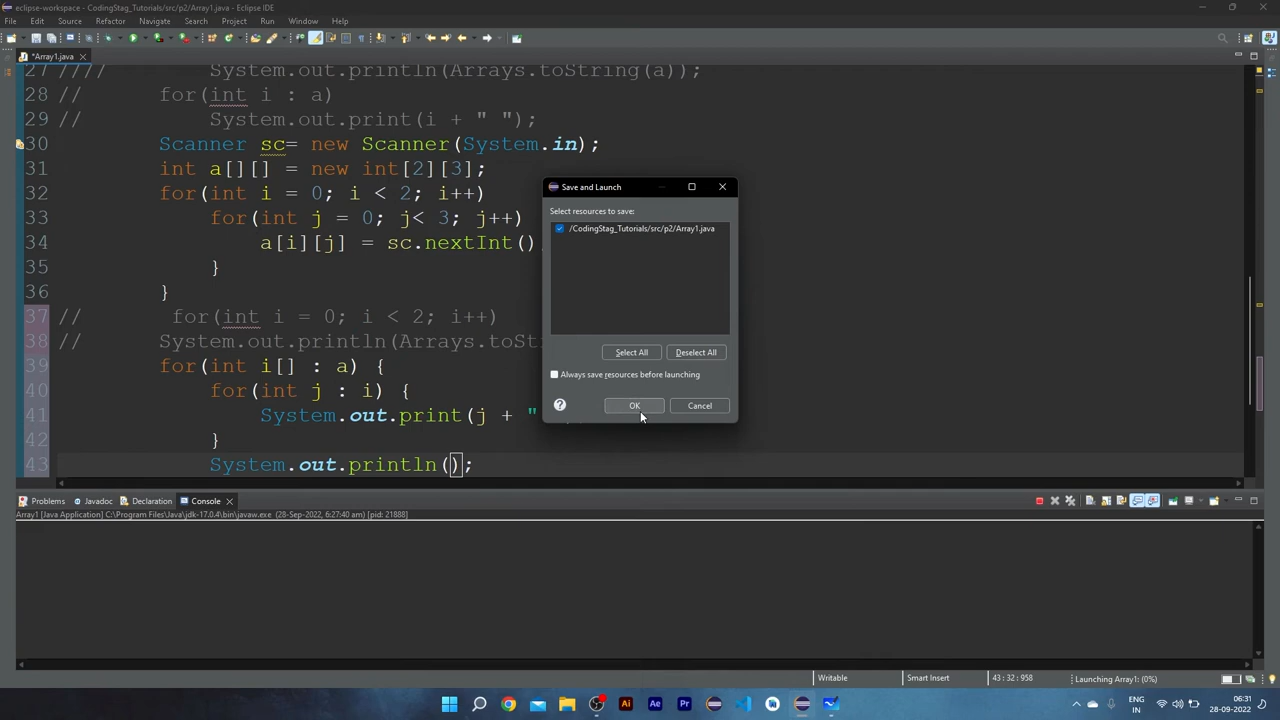 eclipse-workspace - CodingStag_Tutorials/src/p2/Array1.java - Eclipse IDE
File Edit Source Refactor Navigate Search Project Run Window Help
*Array1.java
27 //// System.out.println(Arrays.toString(a));
28 // for(int i : a)
29 // System.out.print(i + " ");
30 Scanner sc= new Scanner(System.in);
31 int a[][] = new int[2][3];
32 for(int i = 0; i < 2; i++)
33 for(int j = 0; j< 3; j++)
34 a[i][j] = sc.nextInt()
35 }
36 }
37 // for(int i = 0; i < 2; i++)
38 // System.out.println(Arrays.toSt
39 for(int i[] : a) {
40 for(int j : i) {
41 System.out.print(j + "
42 }
43 System.out.println();
Save and Launch
Select resources to save:
/CodingStag_Tutorials/src/p2/Array1.java
Select All Deselect All
Always save resources before launching
? OK Cancel
Problems Javadoc Declaration Console
Array1 [Java Application] C:\Program Files\Java\jdk-17.0.4\bin\javaw.exe (28-Sep-2022, 6:27:40 am) [pid: 21888]
Writable Smart Insert 43 : 32 : 958 Launching Array1: (0%)
Ai Ae Pr
ENG
IN
06:31
28-09-2022